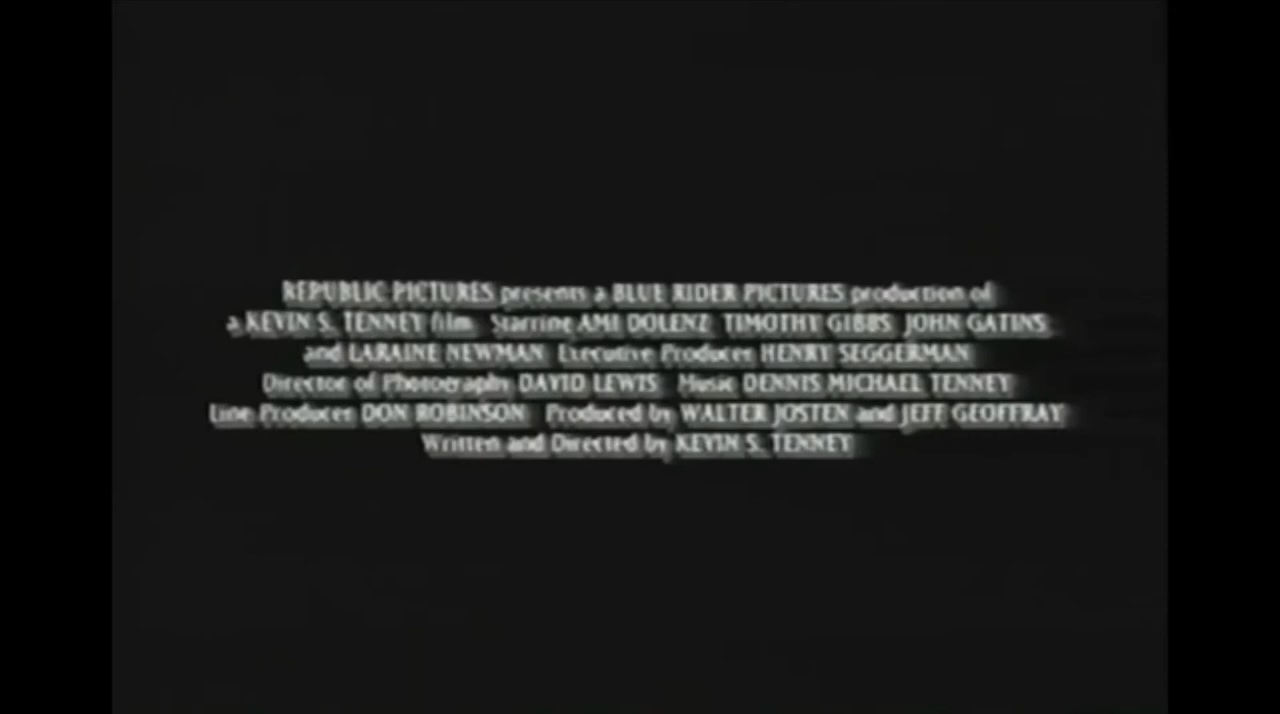 REPUBLIC PICTURES presents a BLUE RIDER PICTURES production of
a KEVIN S. TENNEY film Starring AMI DOLENZ TIMOTHY GIBBS JOHN GATINS
and LARAINE NEWMAN Executive Producer HENRY SEGGERMAN
Director of Photography DAVID LEWIS Music DENNIS MICHAEL TENNEY
Line Producer DON ROBINSON Produced by WALTER JOSTEN and JEFF GEOFFRAY
Written and Directed by KEVIN S. TENNEY